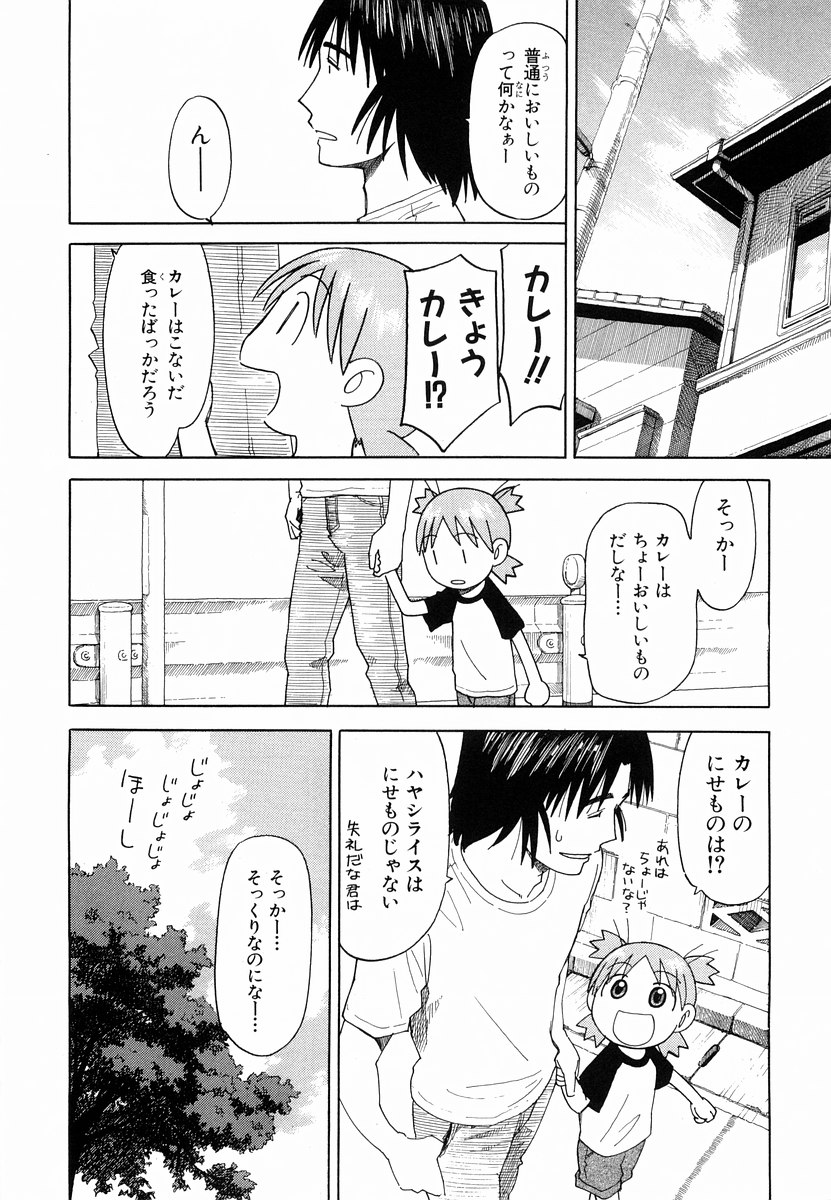 普通においしいもの
って何かなぁー
んー
カレー!!
きょう
カレー!?
カレーはこないだ
食ったばっかだろう
そっかー
カレーは
ちょーおいしいもの
だしなー…
カレーの
にせものは!?
あれは
ちょーじゃ
ないな?
ハヤシライスは
にせものじゃない
失礼だな君は
そっかー…
そっくりなのになー…
じょじょ
じょじょじょ
ほーし